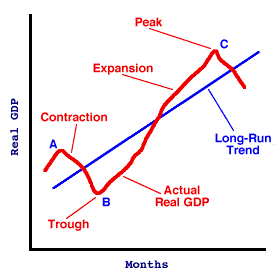 Peak
C
Expansion
Contraction
A
Long-Run
Trend
B
Actual
Real GDP
Trough
Real GDP
Months